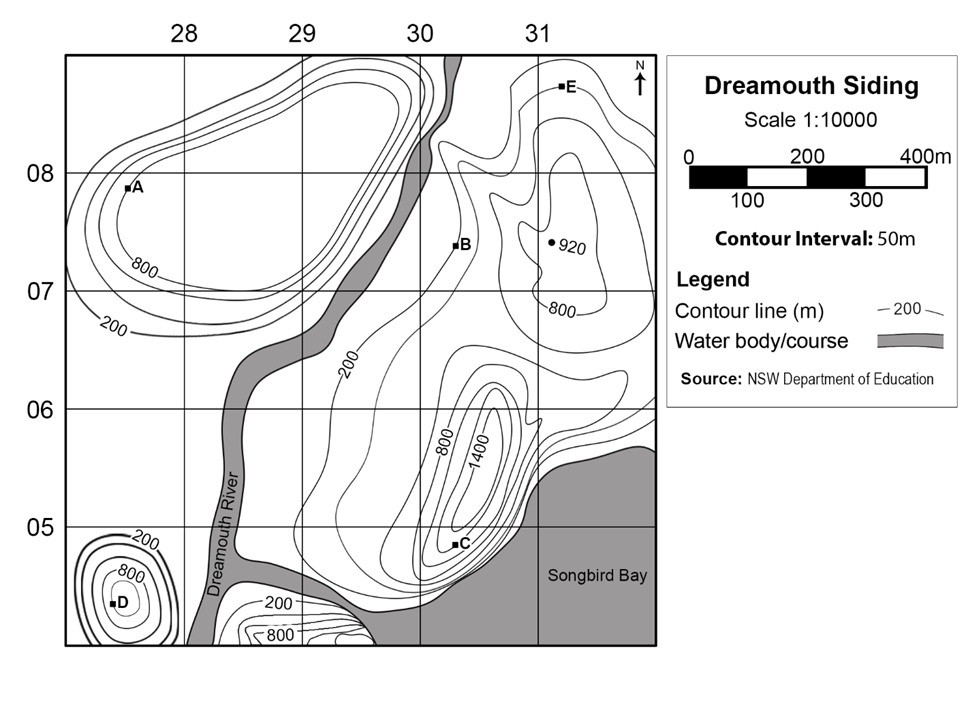 28 29 30 31
N
08
07
06
05
A
B
C
D
E
920
800
200
800
200
800
1400
200
800
200
800
Dreamouth River
Songbird Bay
Dreamouth Siding
Scale 1:10000
0 200 400m
100 300
Contour Interval: 50m
Legend
Contour line (m) 200
Water body/course
Source: NSW Department of Education